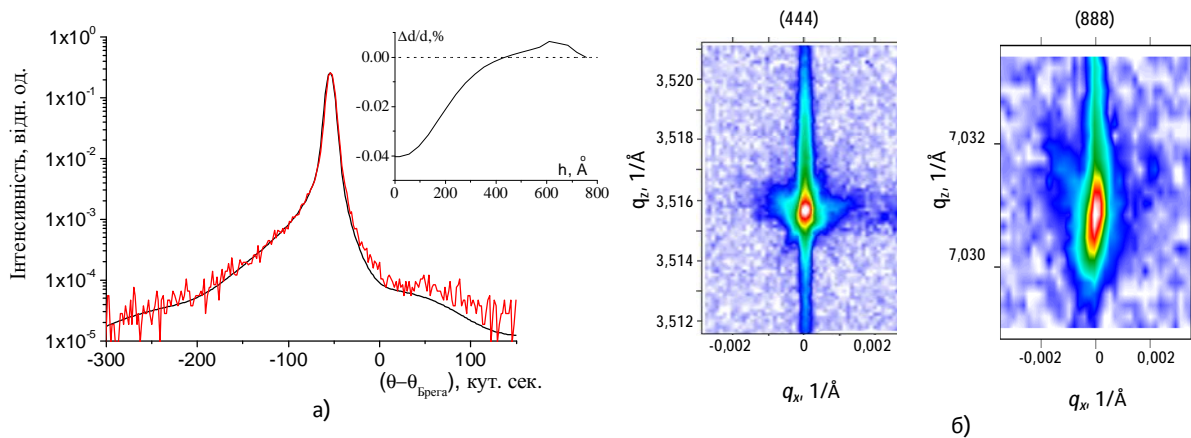 1x10⁰
1x10⁻¹
1x10⁻²
1x10⁻³
1x10⁻⁴
1x10⁻⁵
Інтенсивність, відн. од.
-300 -200 -100 0 100
(θ–θБрега), кут. сек.
а)
Δd/d,%
0.00
-0.02
-0.04
0 200 400 600 800
h, Å
(444)
3,520
3,518
3,516
3,514
3,512
qz, 1/Å
-0,002 0 0,002
qx, 1/Å
(888)
7,032
7,030
qz, 1/Å
-0,002 0 0,002
qx, 1/Å
б)